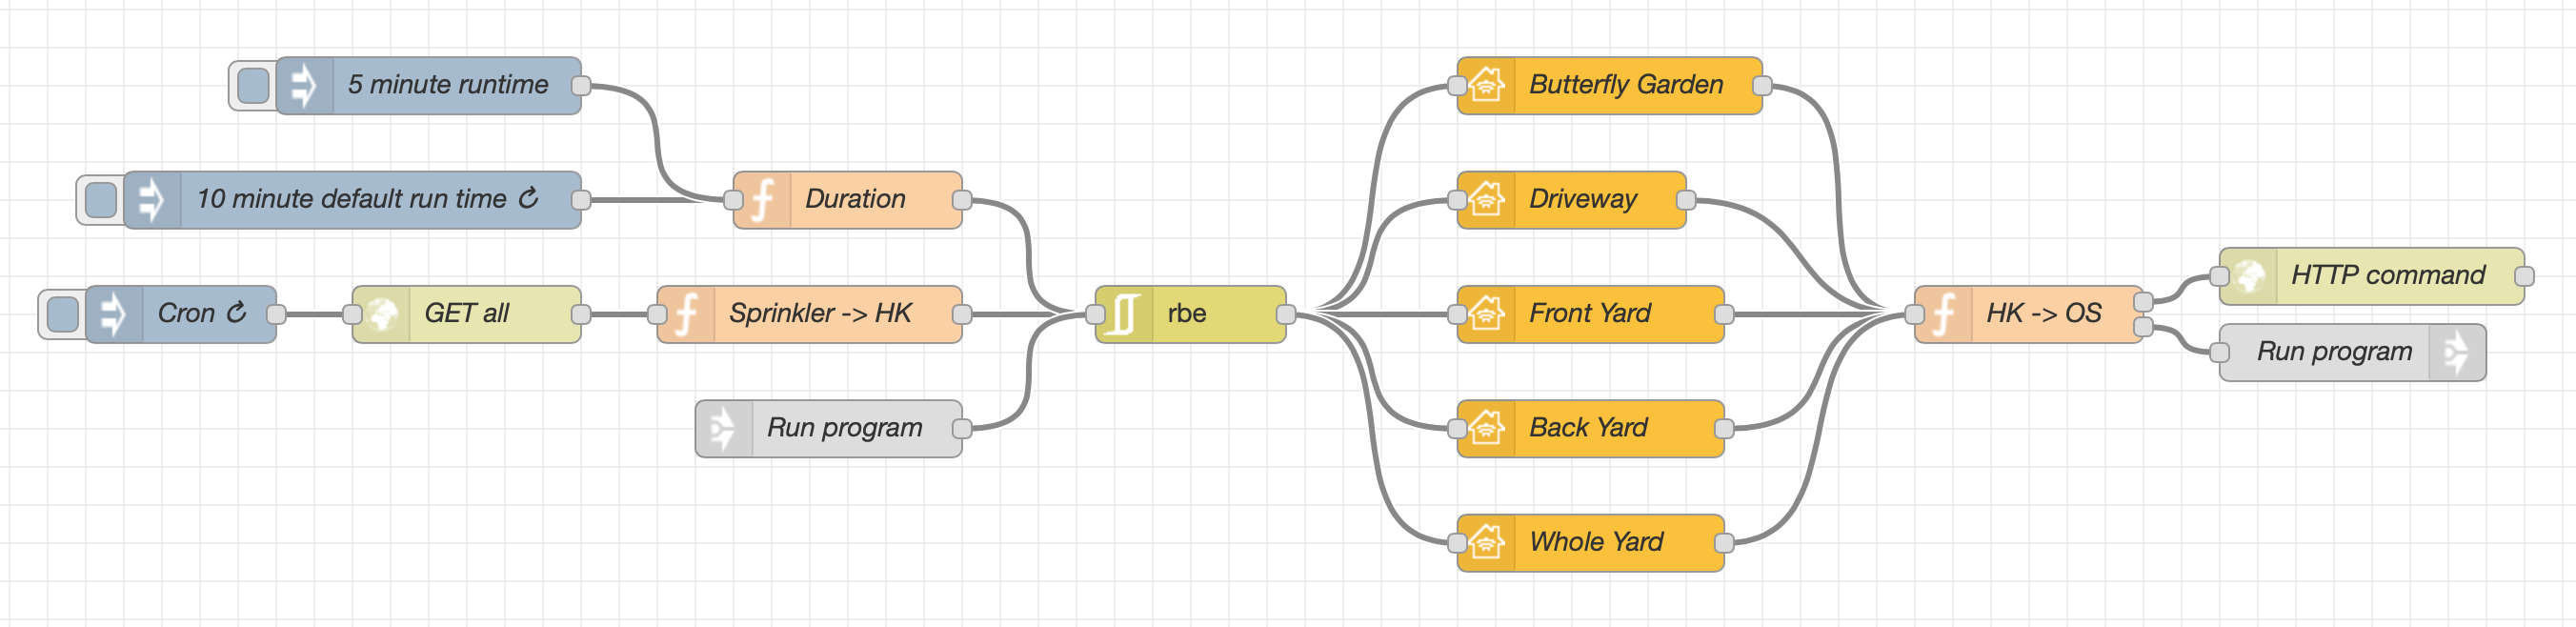 5 minute runtime
10 minute default run time ↻
Duration
Cron ↻
GET all
Sprinkler -> HK
Run program
rbe
Butterfly Garden
Driveway
Front Yard
Back Yard
Whole Yard
HK -> OS
HTTP command
Run program